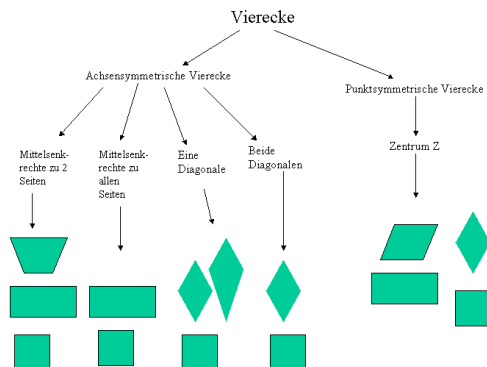 Vierecke
Achsensymmetrische Vierecke
Punktsymmetrische Vierecke
Mittelsenk-
rechte zu 2
Seiten
Mittelsenk-
rechte zu
allen
Seiten
Eine
Diagonale
Beide
Diagonalen
Zentrum Z